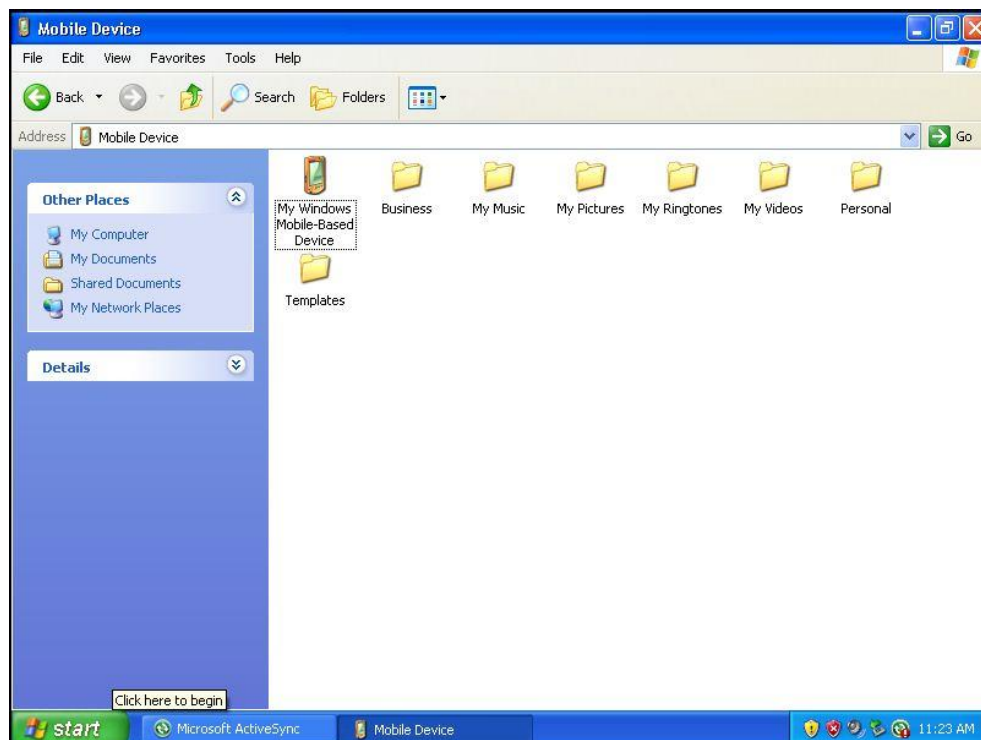 Mobile Device
File Edit View Favorites Tools Help
Back Search Folders
Address Mobile Device Go
Other Places
My Computer
My Documents
Shared Documents
My Network Places
Details
My Windows
Mobile-Based
Device
Business
My Music
My Pictures
My Ringtones
My Videos
Personal
Templates
Click here to begin
start Microsoft ActiveSync Mobile Device 11:23 AM